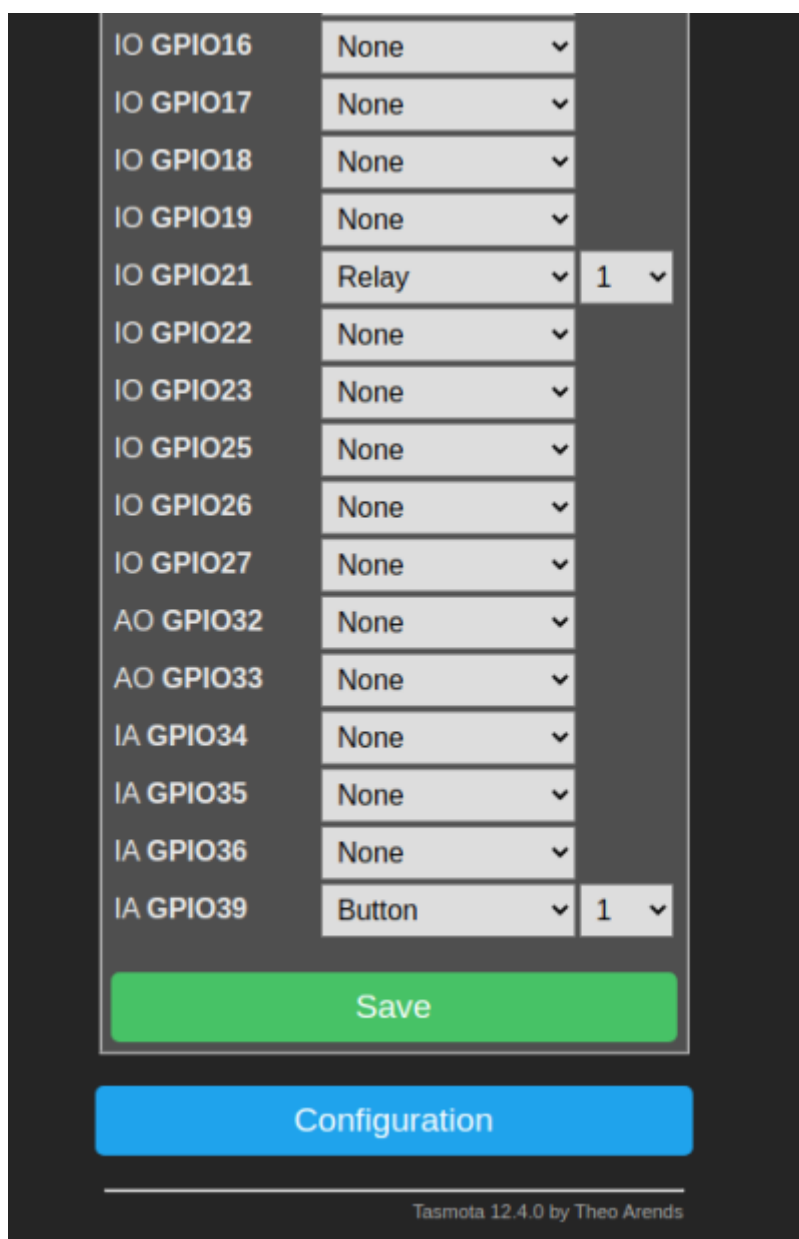 IO GPIO16 None
IO GPIO17 None
IO GPIO18 None
IO GPIO19 None
IO GPIO21 Relay 1
IO GPIO22 None
IO GPIO23 None
IO GPIO25 None
IO GPIO26 None
IO GPIO27 None
AO GPIO32 None
AO GPIO33 None
IA GPIO34 None
IA GPIO35 None
IA GPIO36 None
IA GPIO39 Button 1
Save
Configuration
Tasmota 12.4.0 by Theo Arends